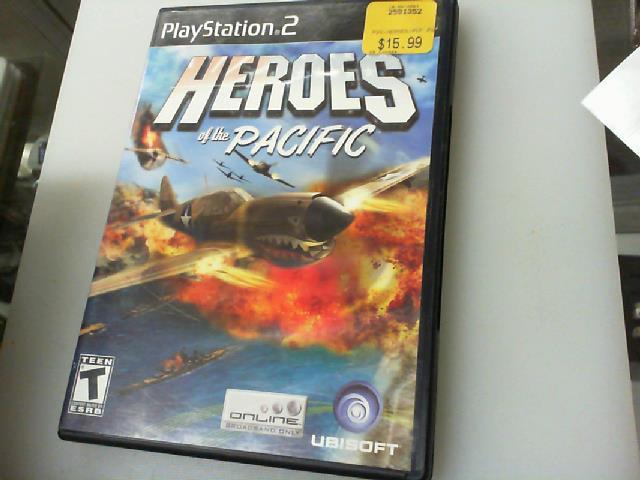 PlayStation.2
2591352
$15.99
HEROES
of the PACIFIC
TEEN
T
ESRB
ONLINE
BROADBAND ONLY
UBISOFT